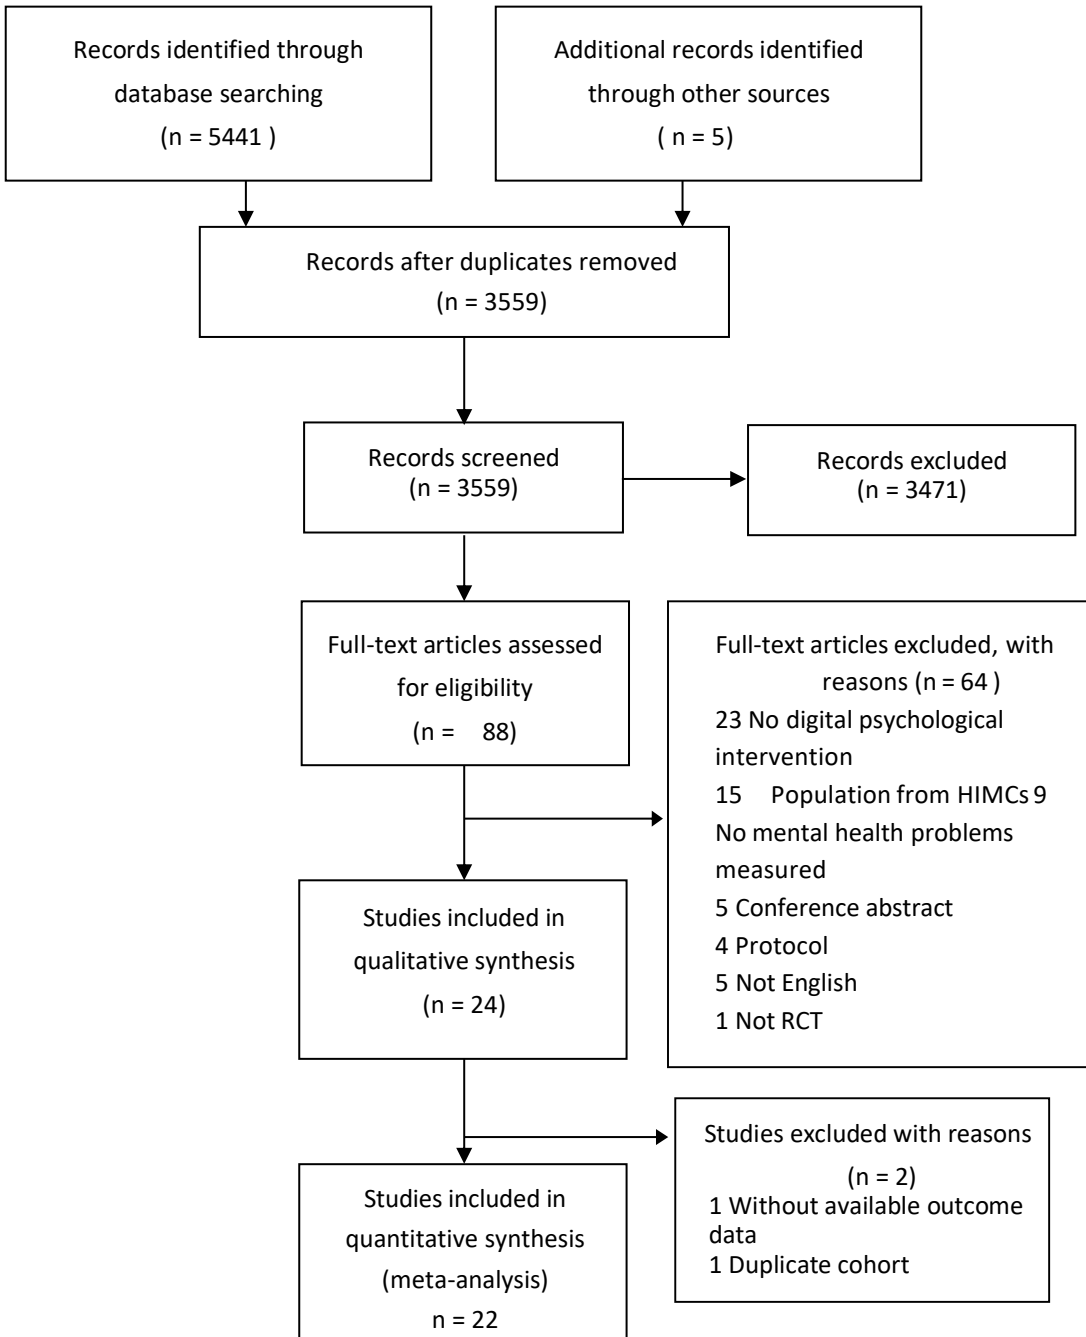 Records identified through
database searching
(n = 5441 )
Additional records identified
through other sources
( n = 5)
Records after duplicates removed
(n = 3559)
Records screened
(n = 3559)
Records excluded
(n = 3471)
Full-text articles assessed
for eligibility
(n = 88)
Full-text articles excluded, with
reasons (n = 64 )
23 No digital psychological
intervention
15 Population from HIMCs 9
No mental health problems
measured
5 Conference abstract
4 Protocol
5 Not English
1 Not RCT
Studies included in
qualitative synthesis
(n = 24)
Studies excluded with reasons
(n = 2)
1 Without available outcome
data
1 Duplicate cohort
Studies included in
quantitative synthesis
(meta-analysis)
n = 22